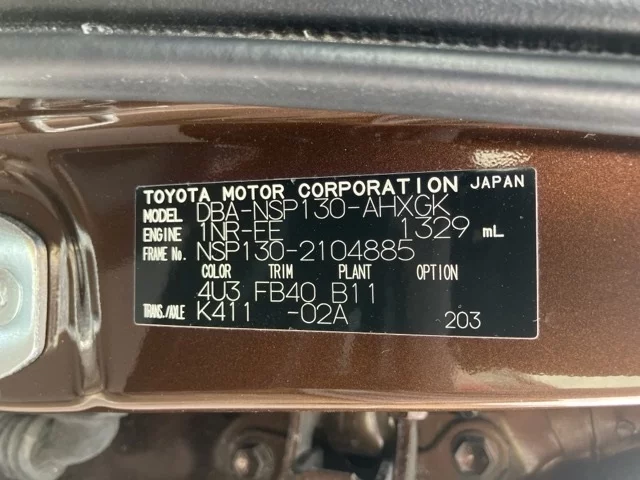 TOYOTA MOTOR CORPORATION JAPAN
MODEL DBA-NSP130-AHXGK
ENGINE 1NR-FE 1329 mL
FRAME No. NSP130-2104885
COLOR TRIM PLANT OPTION
4U3 FB40 B11
TRANS./AXLE K411 -02A 203